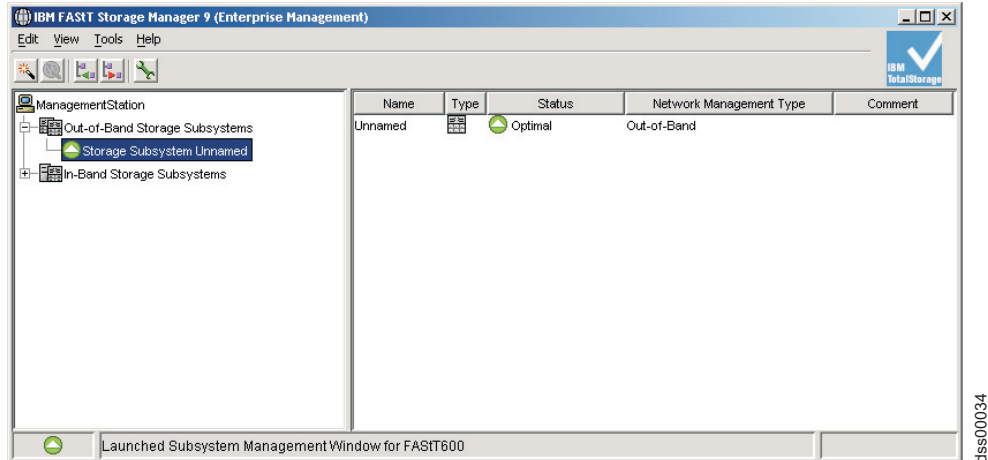 IBM FAStT Storage Manager 9 (Enterprise Management)
Edit View Tools Help
IBM
TotalStorage
ManagementStation
Out-of-Band Storage Subsystems
Storage Subsystem Unnamed
In-Band Storage Subsystems
Name Type Status Network Management Type Comment
Unnamed Optimal Out-of-Band
Launched Subsystem Management Window for FAStT600
dss00034